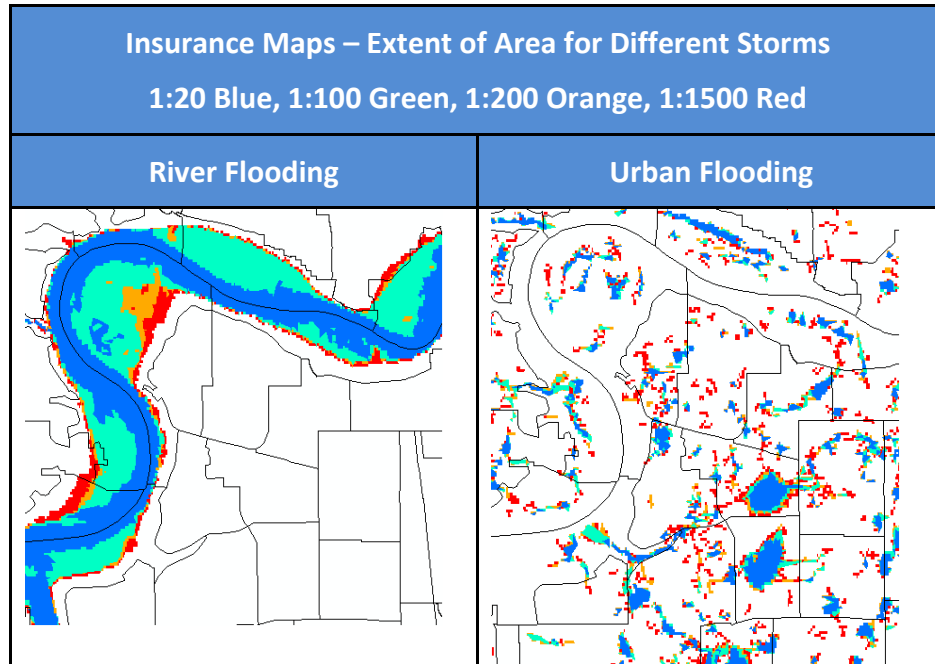 Insurance Maps – Extent of Area for Different Storms
1:20 Blue, 1:100 Green, 1:200 Orange, 1:1500 Red
River Flooding
Urban Flooding